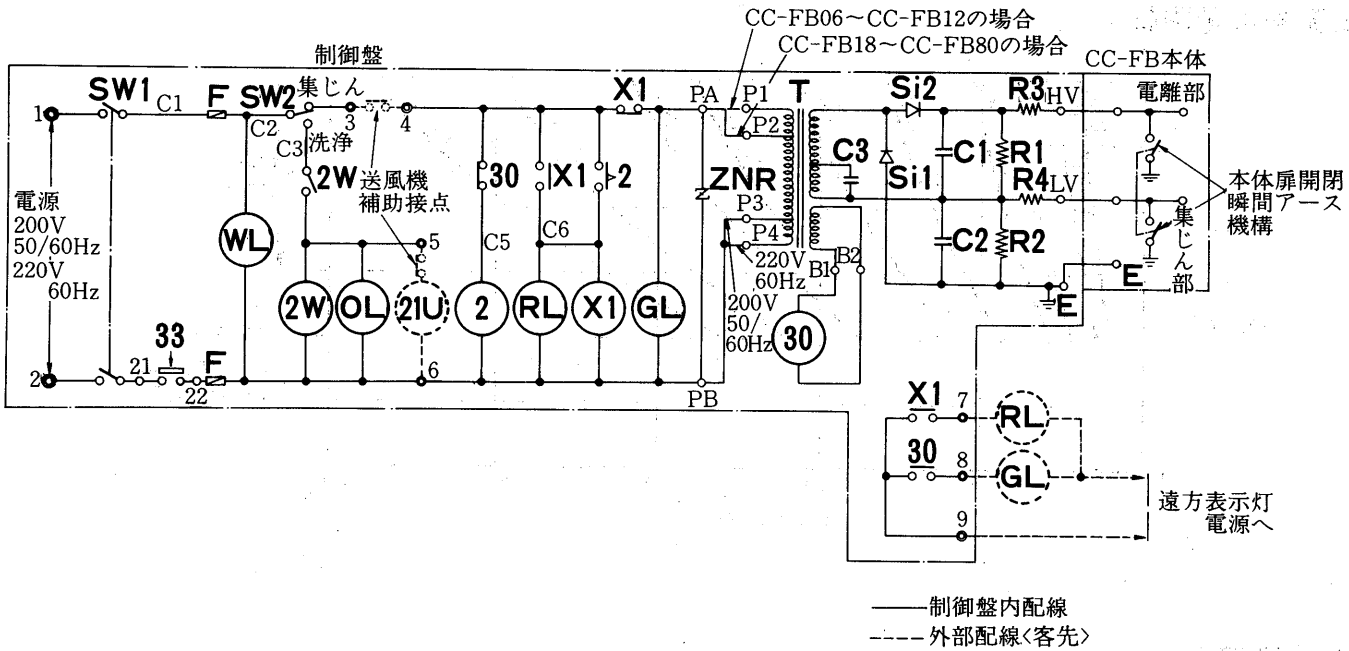 CC-FB06〜CC-FB12の場合
CC-FB18〜CC-FB80の場合
制御盤
CC-FB本体
SW1
C1
F
SW2
集じん
C2
C3
洗浄
3
4
X1
PA
P1
P2
T
Si2
R3
HV
電離部
1
2W
送風機
補助接点
30
X1
2
ZNR
C3
Si1
C1
R1
R4
LV
本体扉開閉
瞬間アース
機構
電源
200V
50/60Hz
220V
60Hz
WL
5
C5
C6
P3
P4
220V
60Hz
200V
50/
60Hz
B1
B2
C2
R2
集じん部
E
E
2W
OL
21U
2
RL
X1
GL
30
33
2
21
22
F
6
PB
X1
7
RL
30
8
GL
9
遠方表示灯
電源へ
制御盤内配線
外部配線<客先>